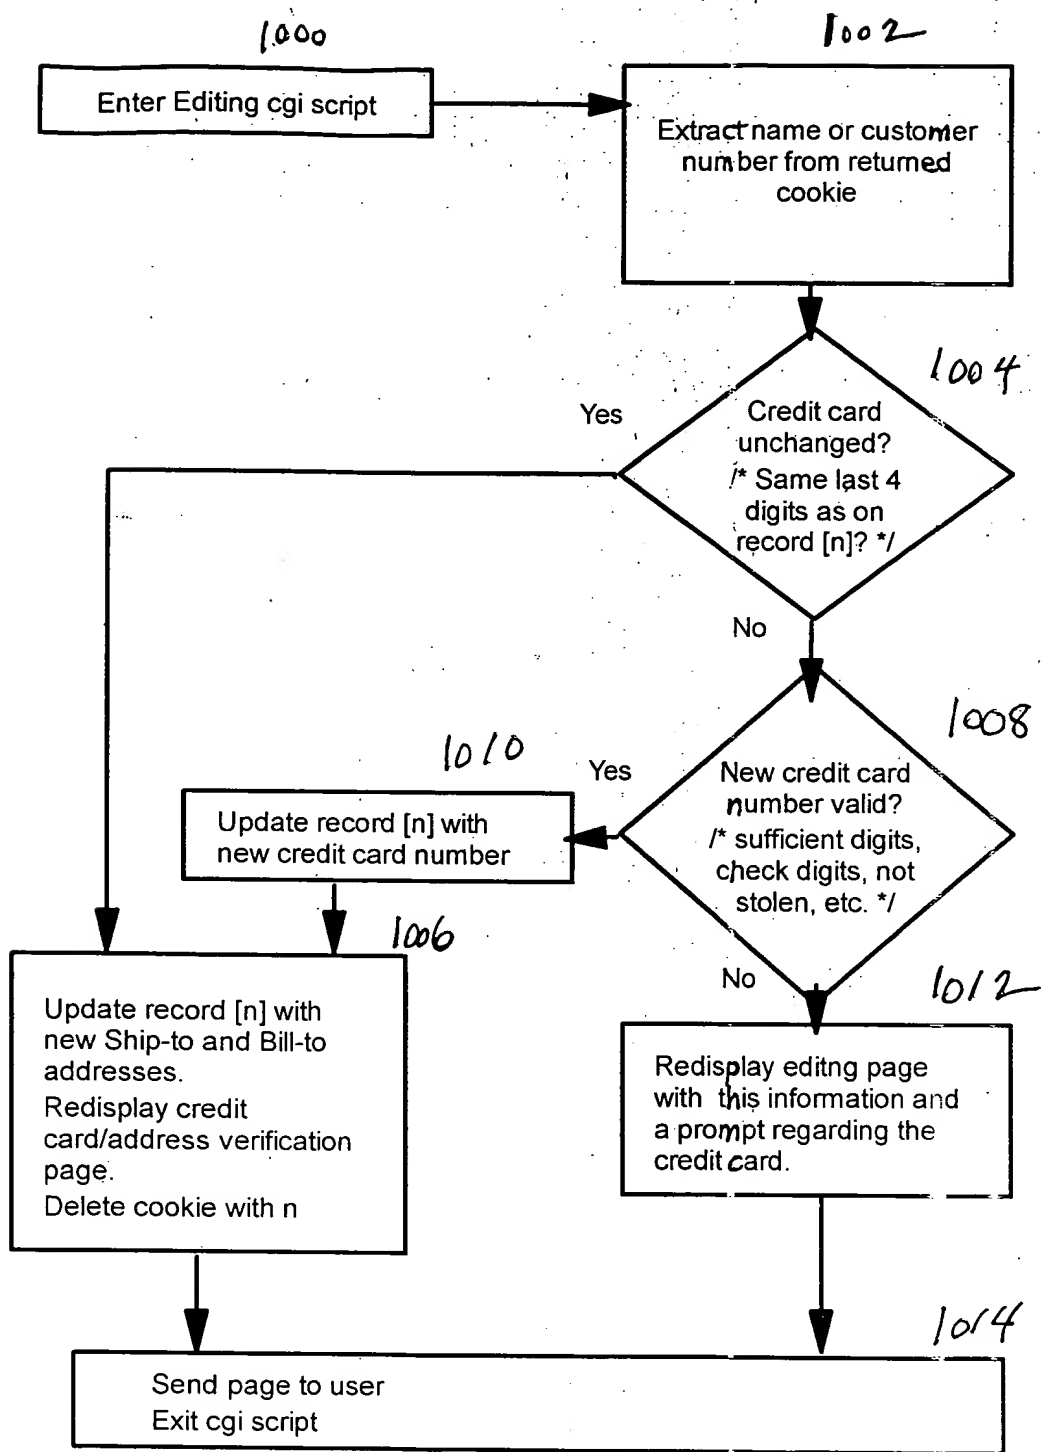 1000
1002
Enter Editing cgi script
Extract name or customer
number from returned
cookie
1004
Yes
Credit card
unchanged?
/* Same last 4
digits as on
record [n]? */
No
1008
1010
Yes
New credit card
number valid?
/* sufficient digits,
check digits, not
stolen, etc. */
Update record [n] with
new credit card number
1006
No
1012
Update record [n] with
new Ship-to and Bill-to
addresses.
Redisplay credit
card/address verification
page.
Delete cookie with n
Redisplay editng page
with this information and
a prompt regarding the
credit card.
1014
Send page to user
Exit cgi script